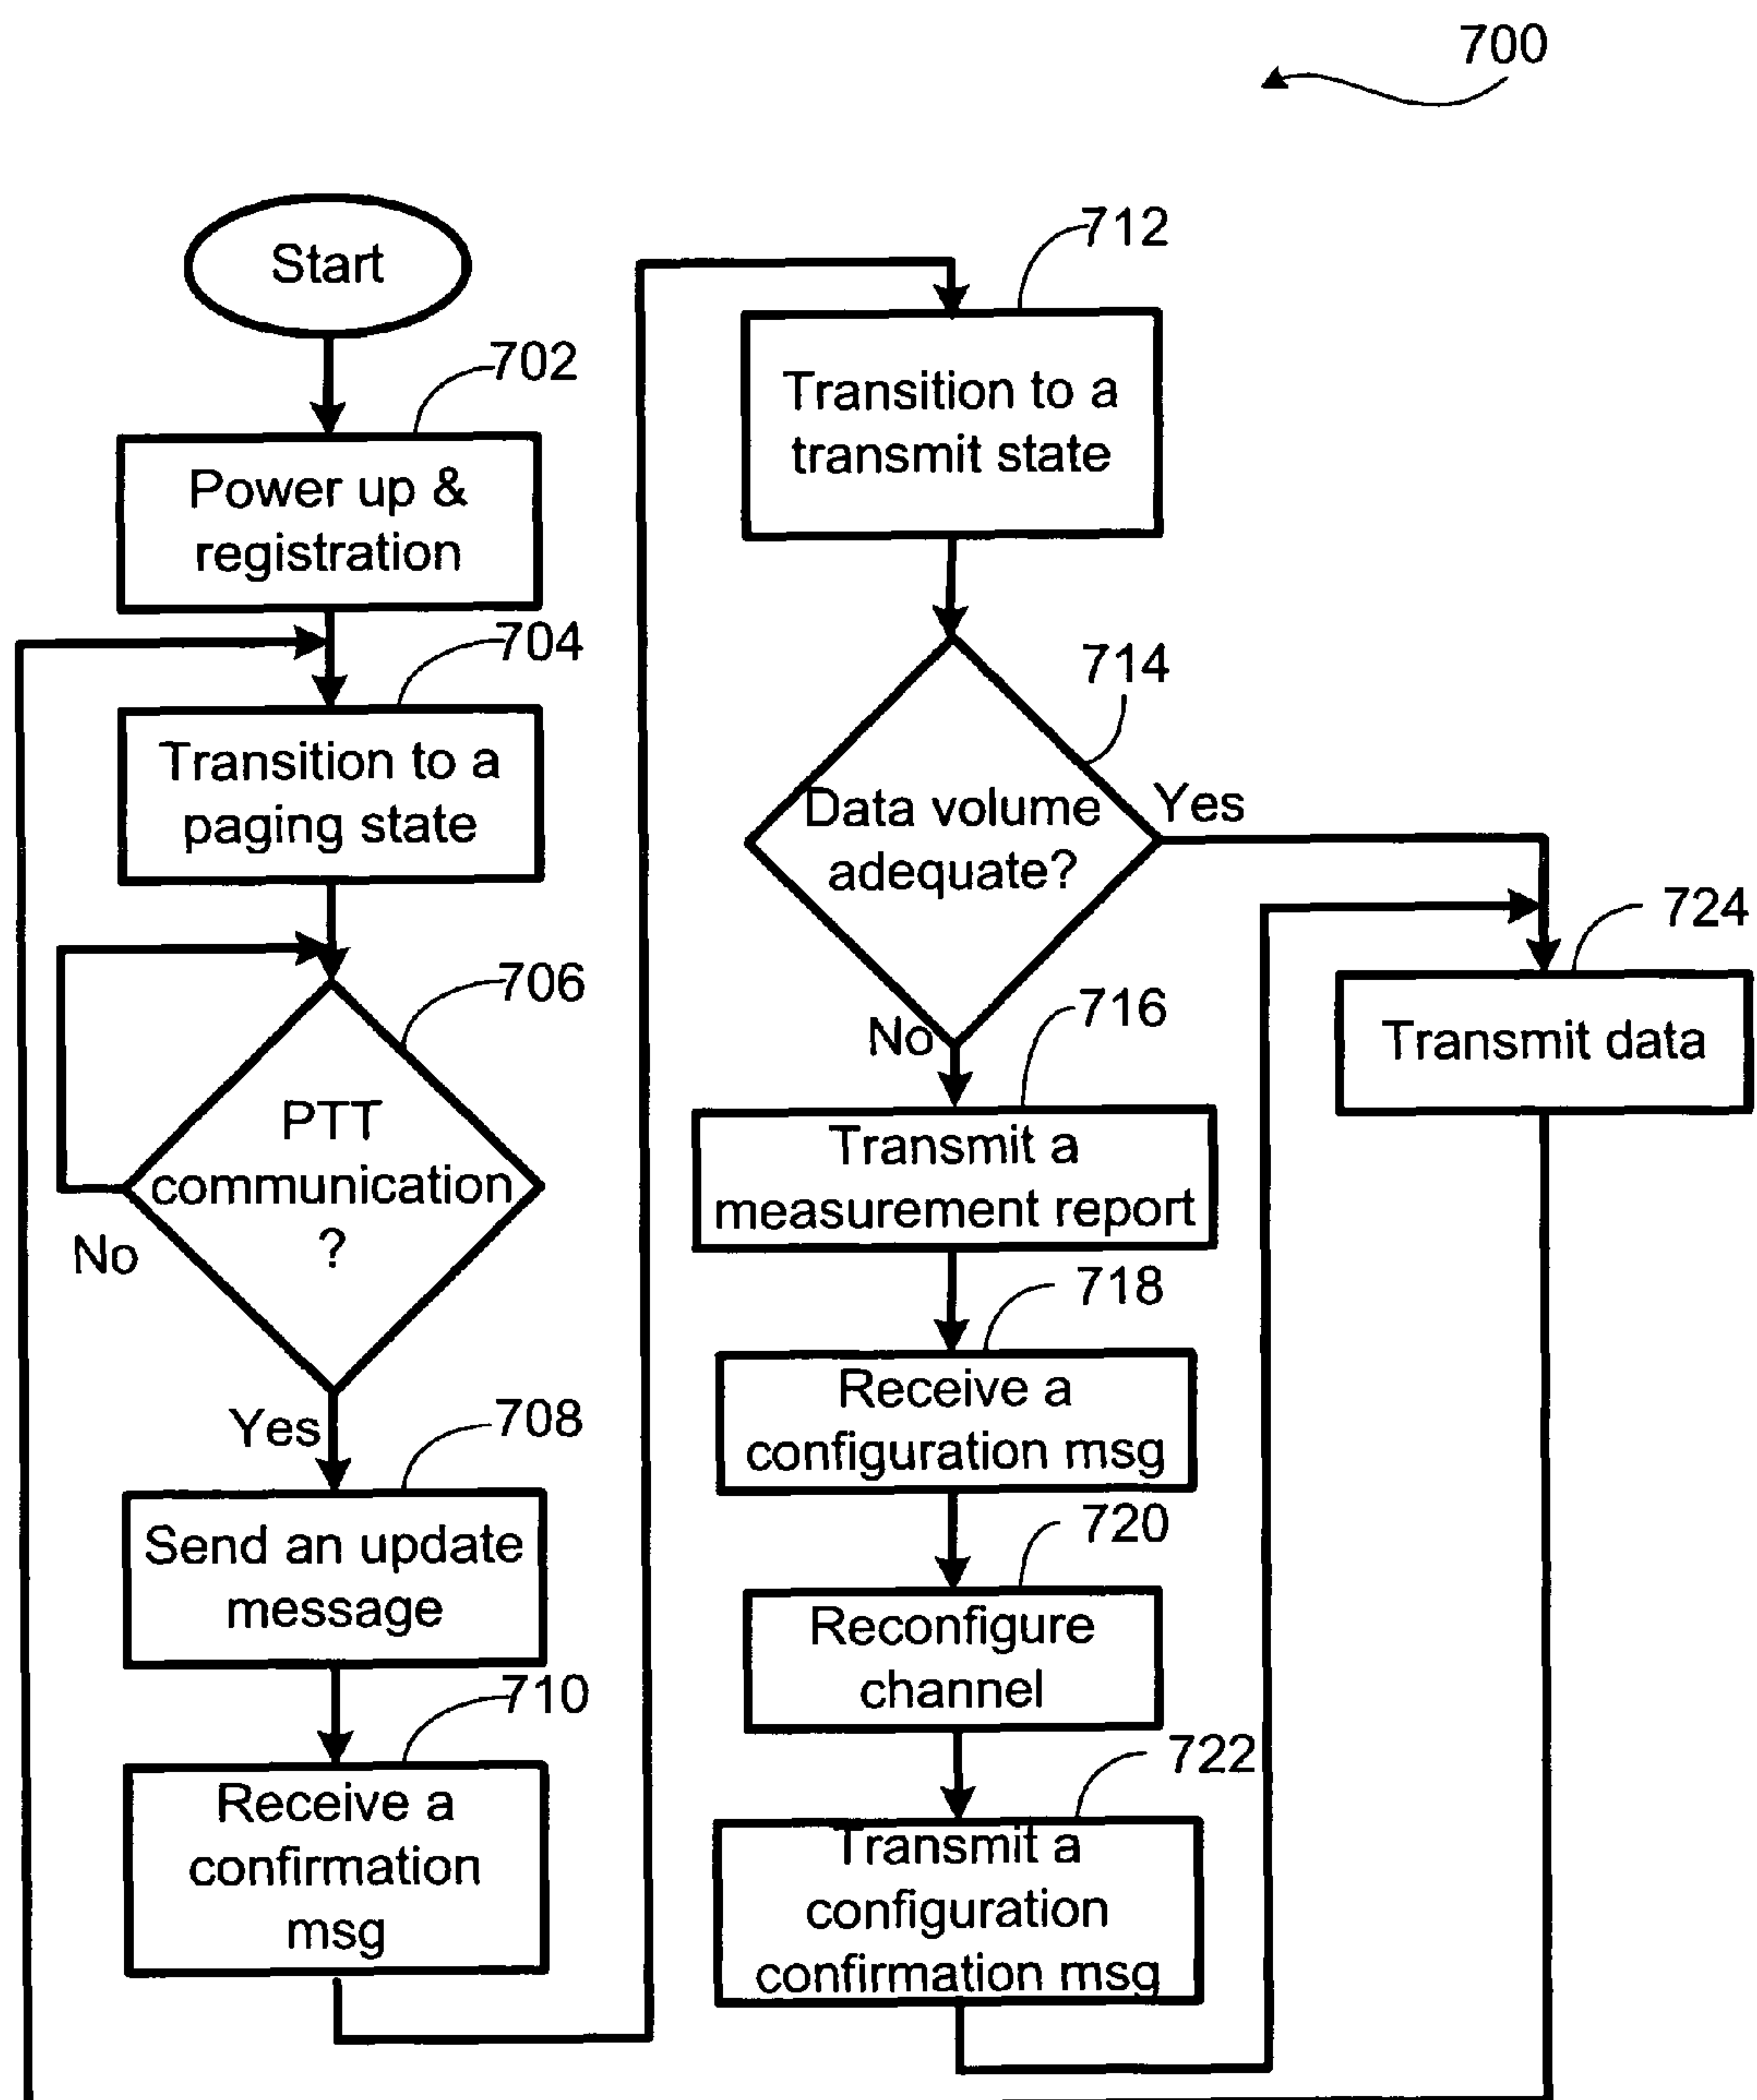 700
Start
702
Power up &
registration
704
Transition to a
paging state
706
PTT
communication
?
No
Yes
708
Send an update
message
710
Receive a
confirmation
msg
712
Transition to a
transmit state
714
Data volume
adequate?
Yes
No
716
Transmit a
measurement report
718
Receive a
configuration msg
720
Reconfigure
channel
722
Transmit a
configuration
confirmation msg
724
Transmit data